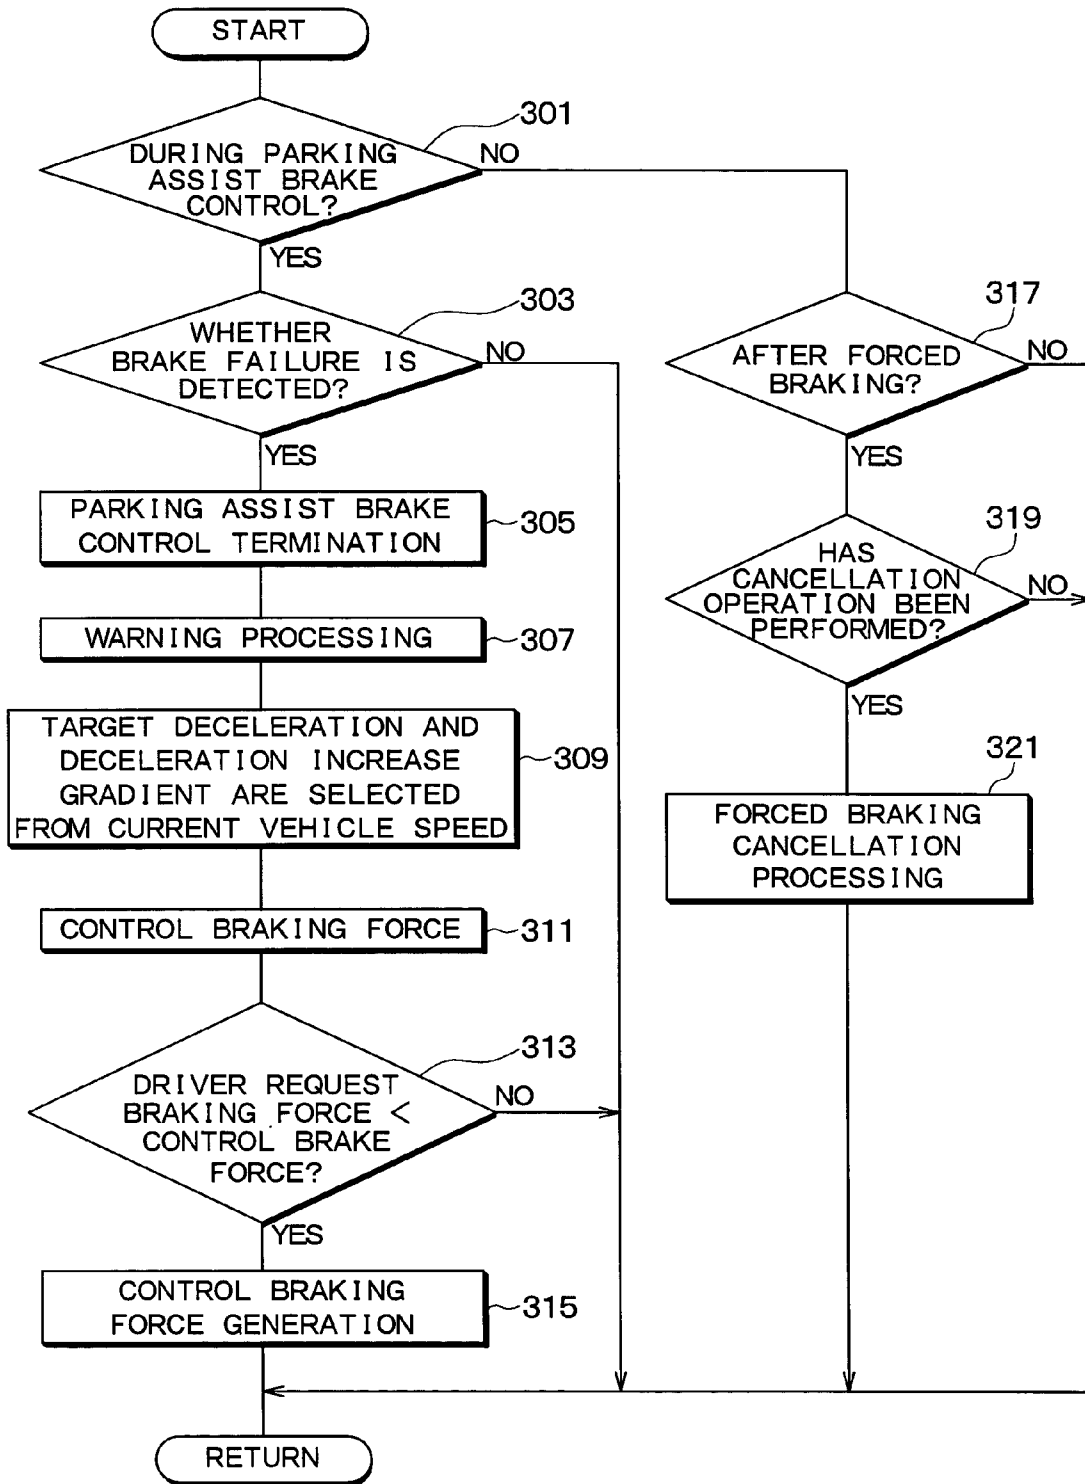 START
301
DURING PARKING
ASSIST BRAKE
CONTROL?
NO
YES
303
WHETHER
BRAKE FAILURE IS
DETECTED?
NO
YES
PARKING ASSIST BRAKE
CONTROL TERMINATION
305
WARNING PROCESSING
307
TARGET DECELERATION AND
DECELERATION INCREASE
GRADIENT ARE SELECTED
FROM CURRENT VEHICLE SPEED
309
CONTROL BRAKING FORCE
311
313
DRIVER REQUEST
BRAKING FORCE <
CONTROL BRAKE
FORCE?
NO
YES
CONTROL BRAKING
FORCE GENERATION
315
RETURN
317
AFTER FORCED
BRAKING?
NO
YES
319
HAS
CANCELLATION
OPERATION BEEN
PERFORMED?
NO
YES
321
FORCED BRAKING
CANCELLATION
PROCESSING